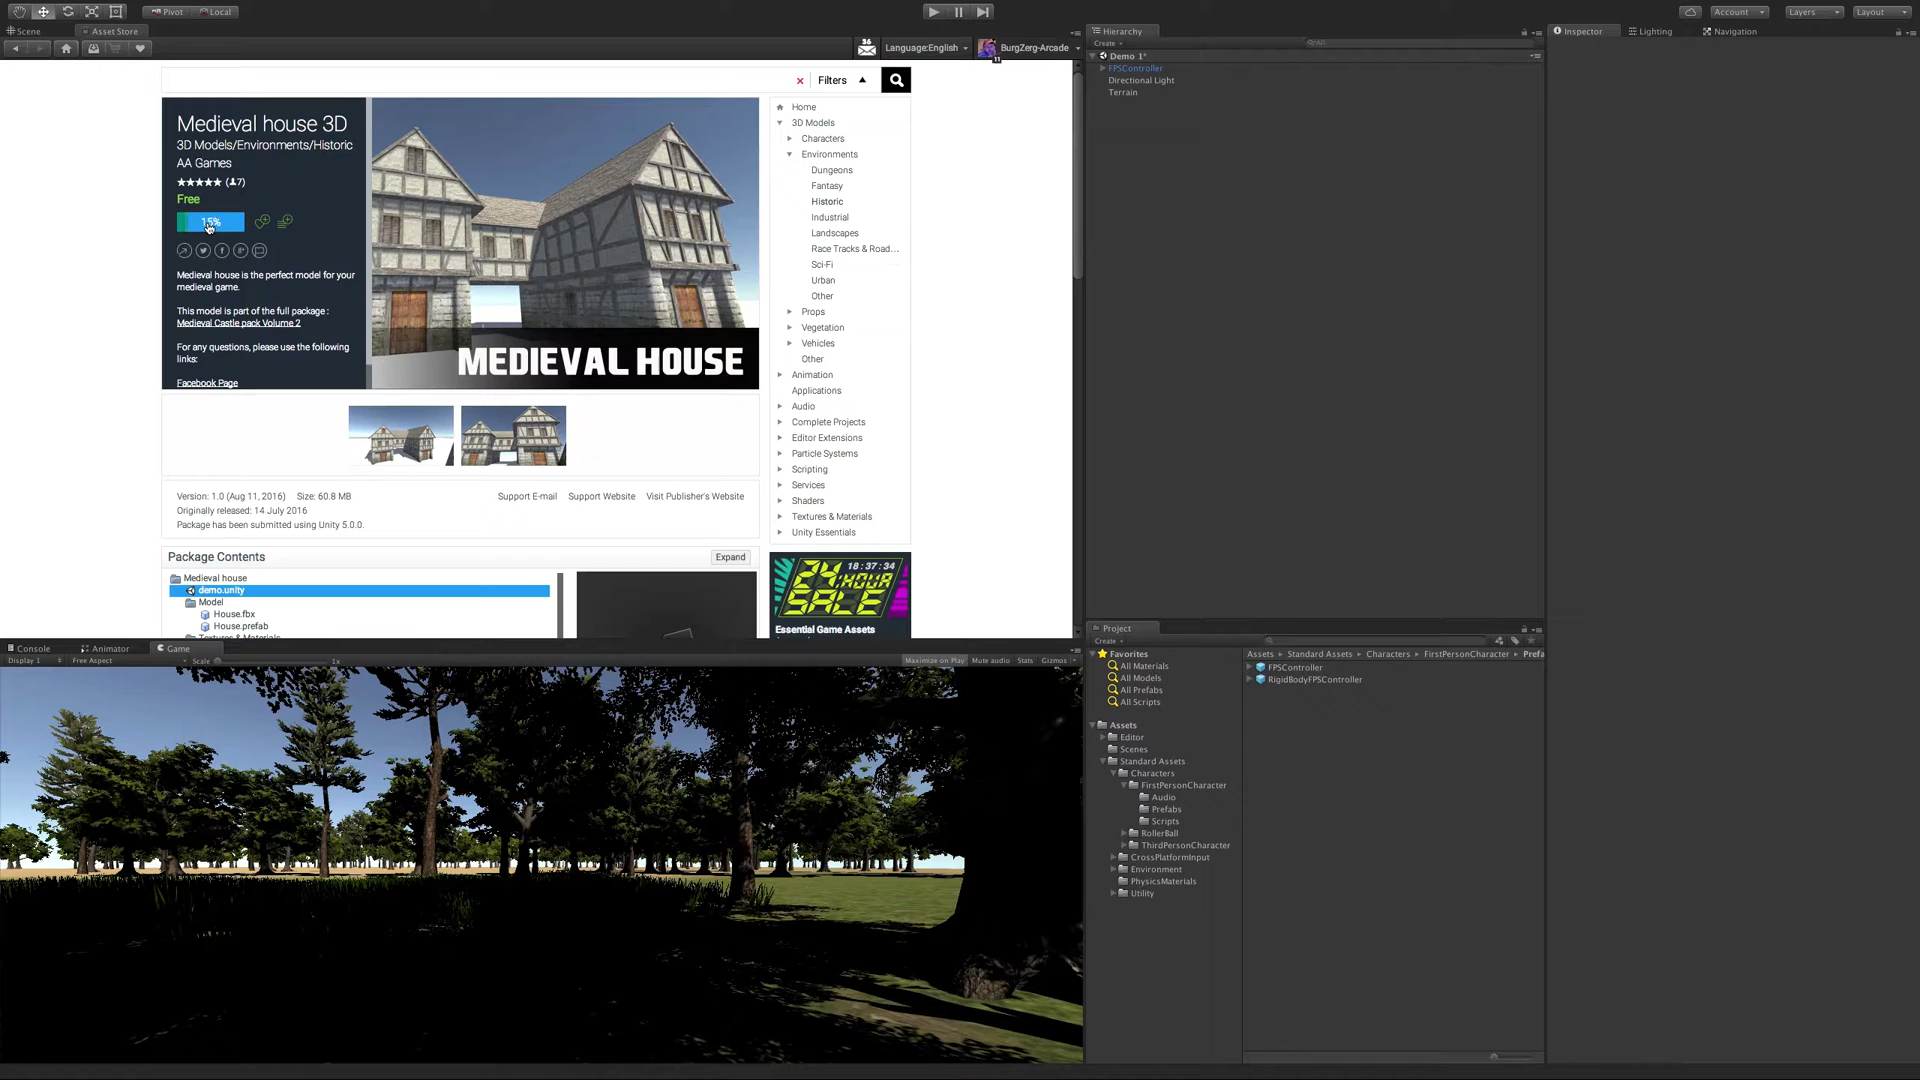 Pivot Local
Account Layers Layout
Scene Asset Store
36 Language:English BurgZerg-Arcade
11
Filters
Medieval house 3D
3D Models/Environments/Historic
AA Games
(7)
Free
15%
Medieval house is the perfect model for your
medieval game.
This model is part of the full package :
Medieval Castle pack Volume 2
For any questions, please use the following
links:
Facebook Page
MEDIEVAL HOUSE
Version: 1.0 (Aug 11, 2016) Size: 60.8 MB
Originally released: 14 July 2016
Package has been submitted using Unity 5.0.0.
Support E-mail Support Website Visit Publisher's Website
Package Contents Expand
Medieval house
demo.unity
Model
House.fbx
House.prefab
Textures & Materials
Home
3D Models
Characters
Environments
Dungeons
Fantasy
Historic
Industrial
Landscapes
Race Tracks & Road...
Sci-Fi
Urban
Other
Props
Vegetation
Vehicles
Other
Animation
Applications
Audio
Complete Projects
Editor Extensions
Particle Systems
Scripting
Services
Shaders
Textures & Materials
Unity Essentials
18:37:34
24 HOUR
SALE
Essential Game Assets
Console Animator Game
Display 1 Free Aspect Scale 1x Maximize on Play Mute audio Stats Gizmos
Hierarchy
Create All
Demo 1*
FPSController
Directional Light
Terrain
Project
Create
Favorites
All Materials
All Models
All Prefabs
All Scripts
Assets
Editor
Scenes
Standard Assets
Characters
FirstPersonCharacter
Audio
Prefabs
Scripts
RollerBall
ThirdPersonCharacter
CrossPlatformInput
Environment
PhysicsMaterials
Utility
Assets Standard Assets Characters FirstPersonCharacter Prefa
FPSController
RigidBodyFPSController
Inspector Lighting Navigation